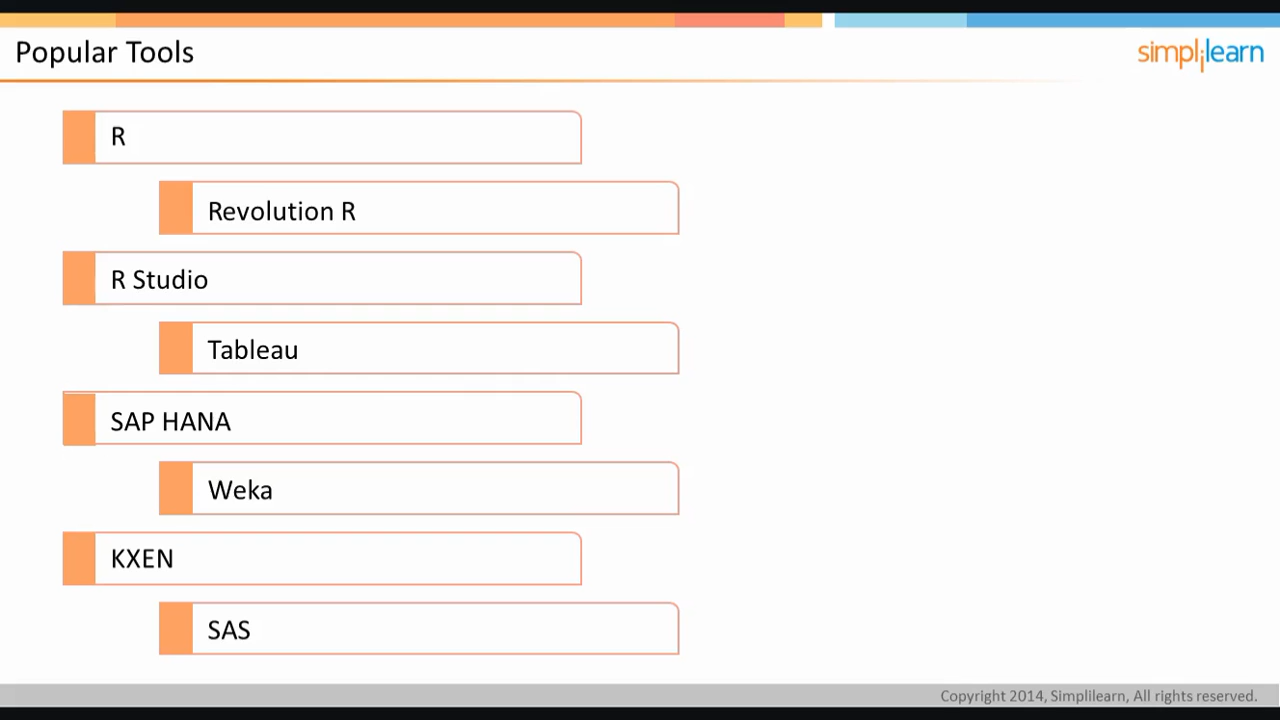 Popular Tools
simplilearn
R
Revolution R
R Studio
Tableau
SAP HANA
Weka
KXEN
SAS
Copyright 2014, Simplilearn, All rights reserved.